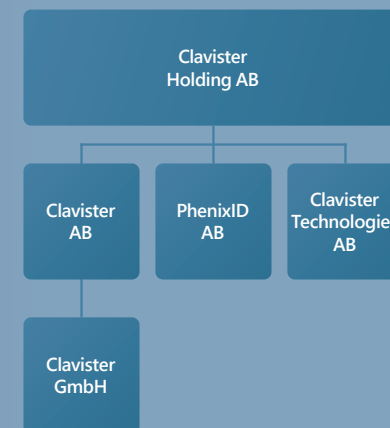 Clavister
Holding AB
Clavister
AB
PhenixID
AB
Clavister
Technologie
AB
Clavister
GmbH